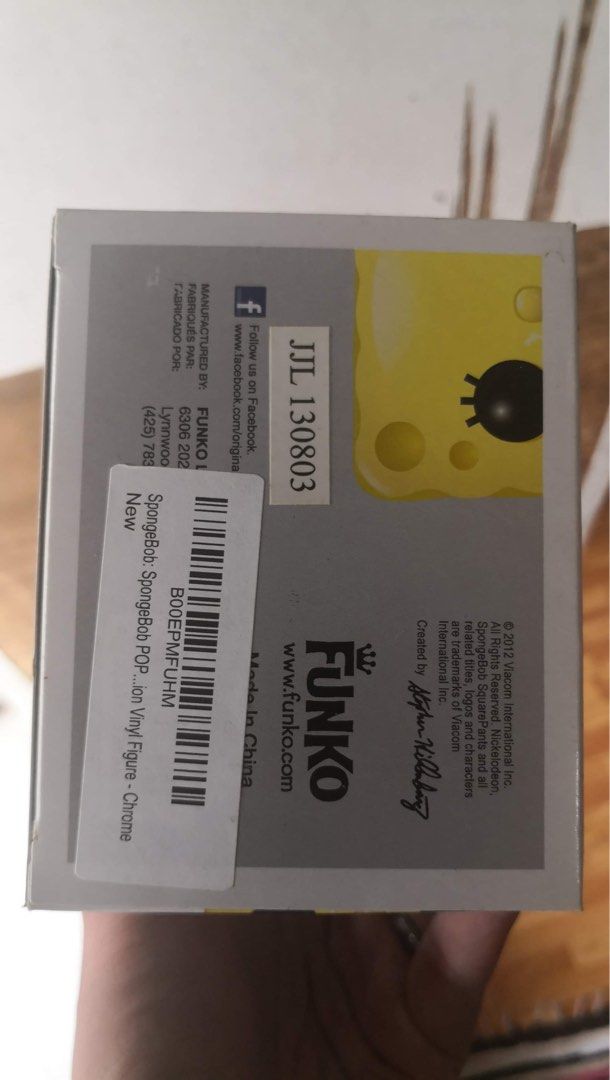 © 2012 Viacom International Inc.
All Rights Reserved. Nickelodeon,
SpongeBob SquarePants and all
related titles, logos and characters
are trademarks of Viacom
International Inc.
Created by Stephen Hillenburg
FUNKO
www.funko.com
Made In China
JJL 130803
f
Follow us on Facebook.
www.facebook.com/origina
MANUFACTURED BY:
FABRIQUÉS PAR:
FABRICADO POR:
FUNKO L
6306 202
Lynnwoo
(425) 783
B00EPMFUHM
SpongeBob: SpongeBob POP...ion Vinyl Figure - Chrome
New